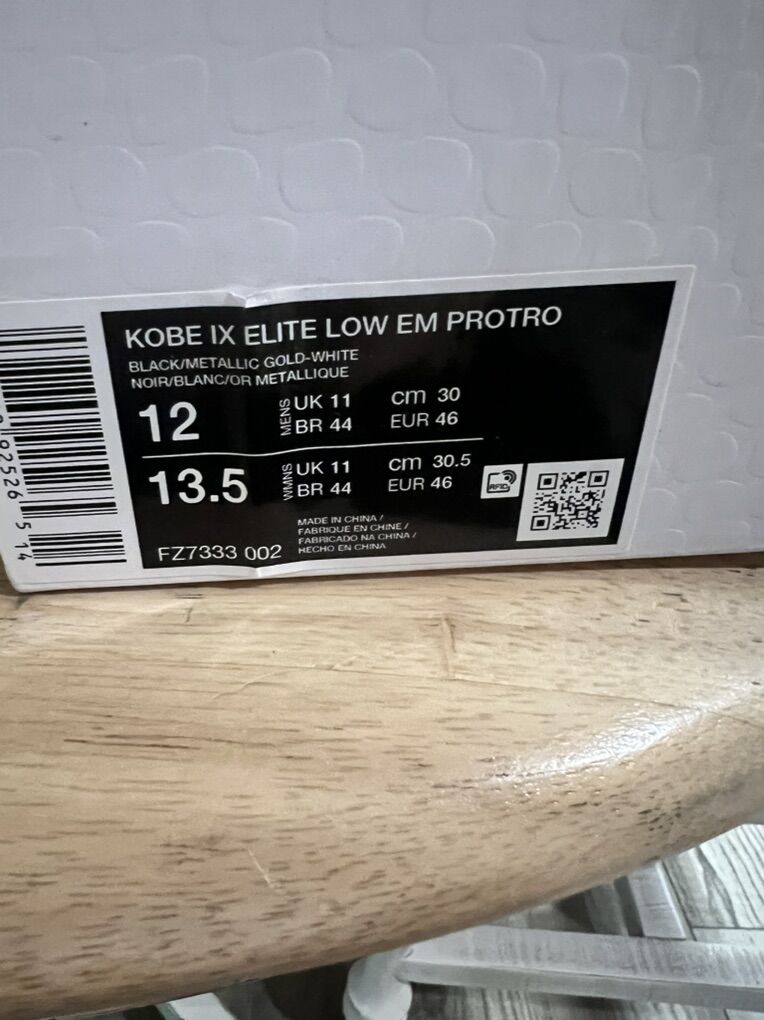 KOBE IX ELITE LOW EM PROTRO
BLACK/METALLIC GOLD-WHITE
NOIR/BLANC/OR METALLIQUE
12 MENS UK 11 cm 30
BR 44 EUR 46
13.5 WMNS UK 11 cm 30.5
BR 44 EUR 46
RFID
FZ7333 002
MADE IN CHINA /
FABRIQUE EN CHINE /
FABRICADO NA CHINA /
HECHO EN CHINA
92526 514